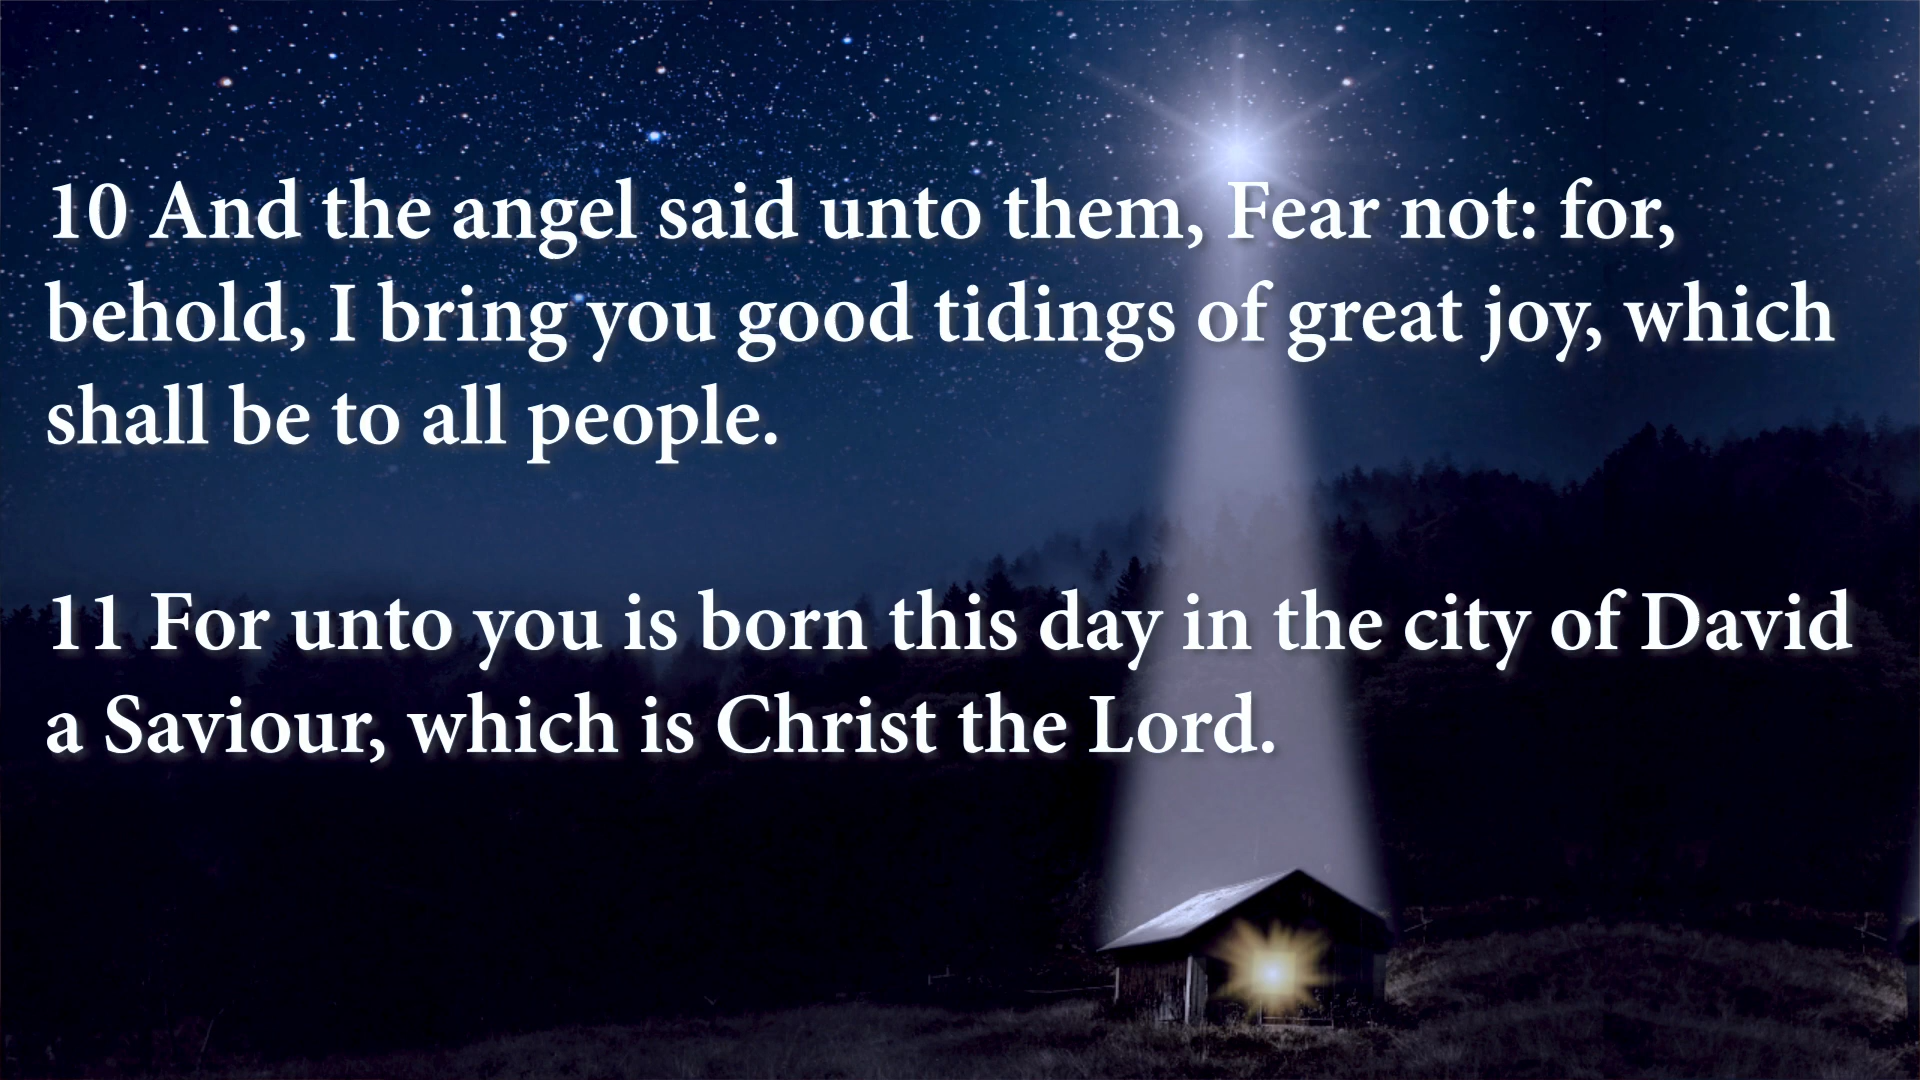 10 And the angel said unto them, Fear not: for,
behold, I bring you good tidings of great joy, which
shall be to all people.
11 For unto you is born this day in the city of David
a Saviour, which is Christ the Lord.